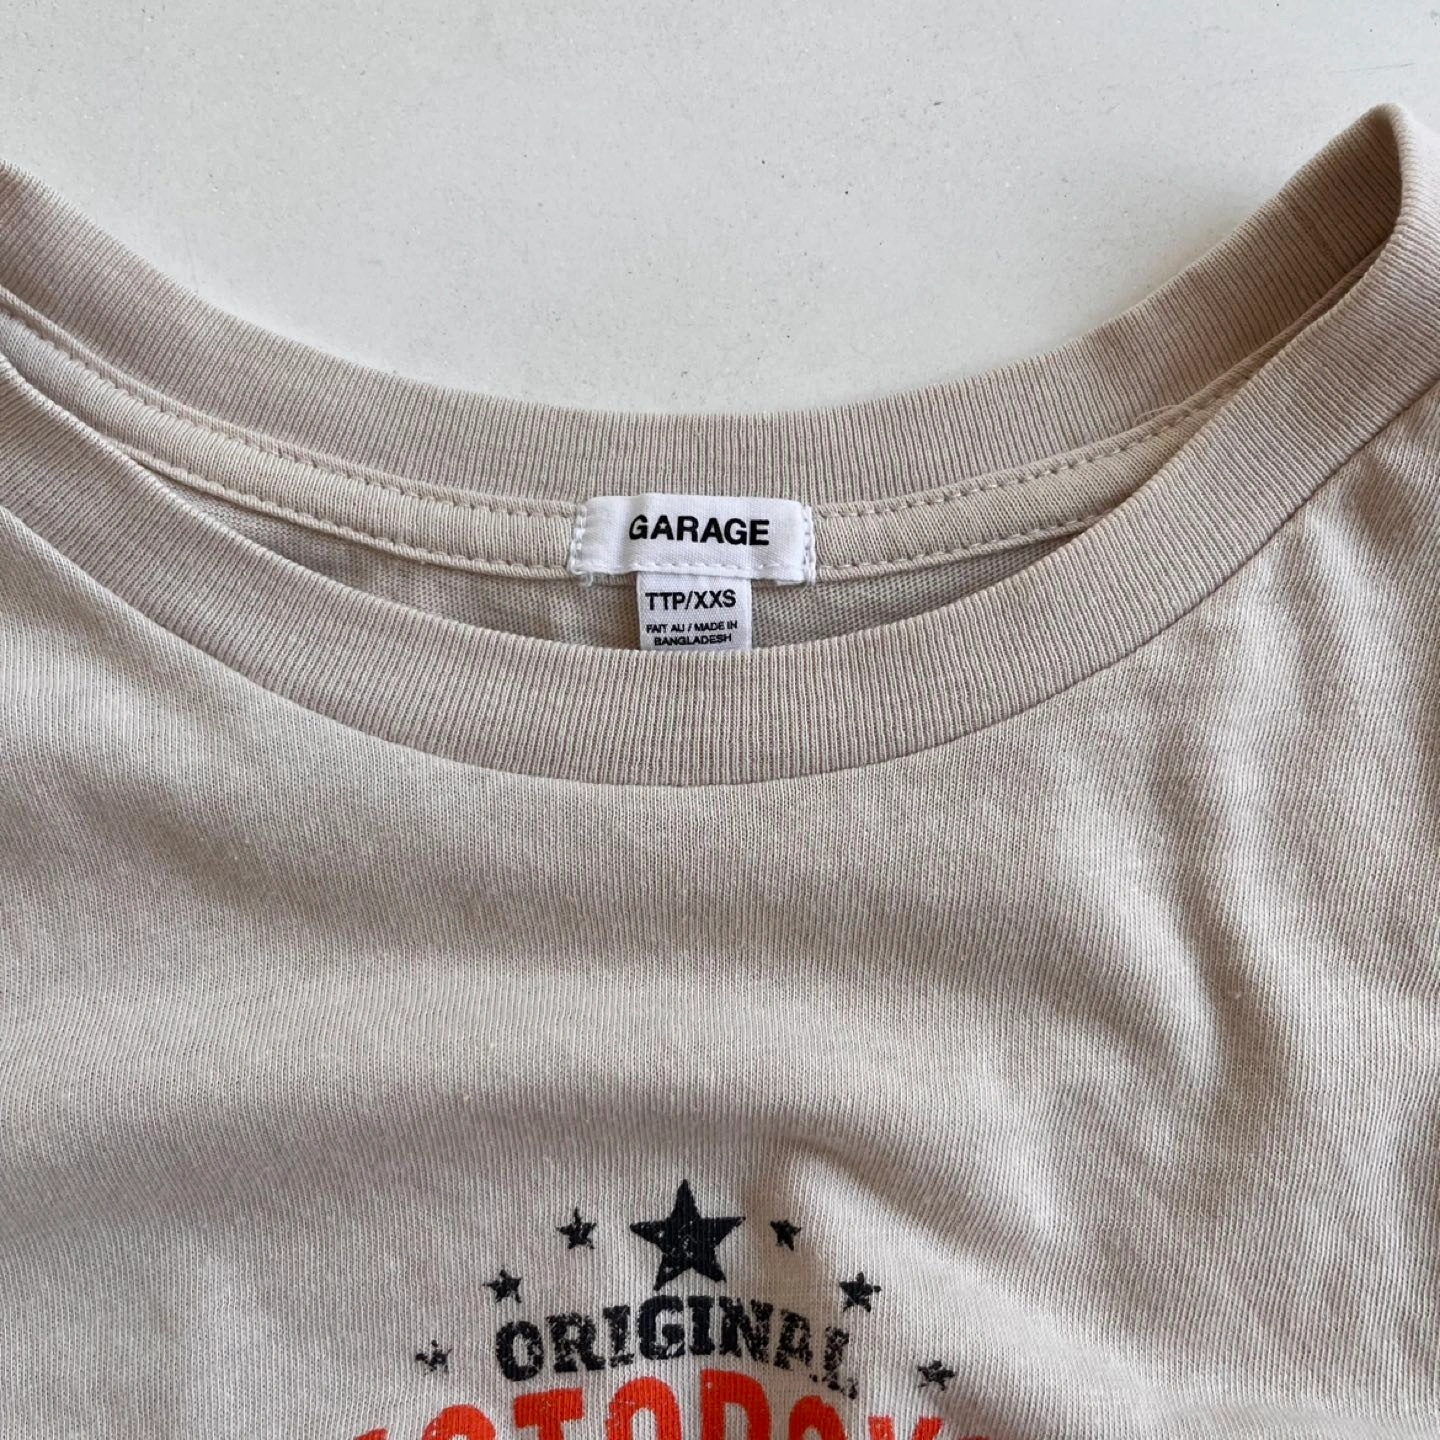 GARAGE
TTP/XXS
FAIT AU / MADE IN
BANGLADESH
ORIGINAL